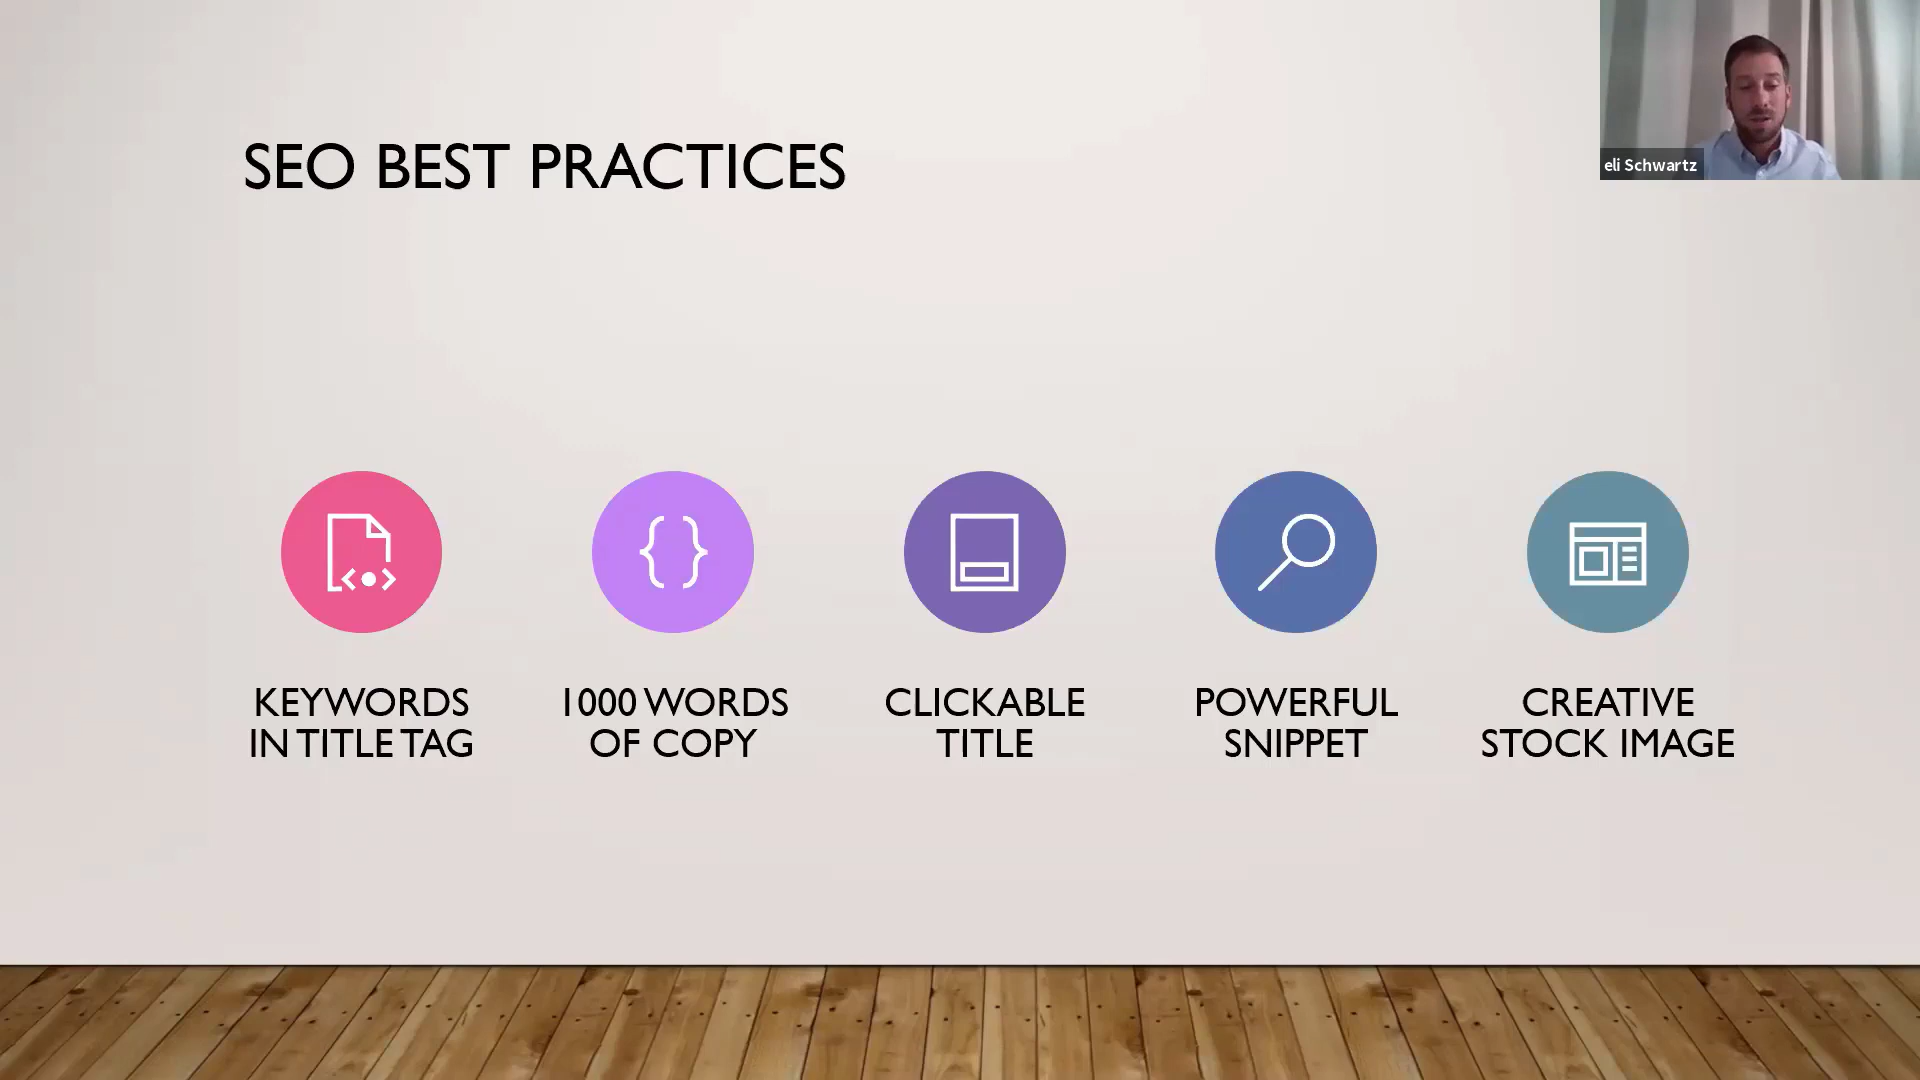 SEO BEST PRACTICES
eli Schwartz
KEYWORDS
IN TITLE TAG
1000 WORDS
OF COPY
CLICKABLE
TITLE
POWERFUL
SNIPPET
CREATIVE
STOCK IMAGE